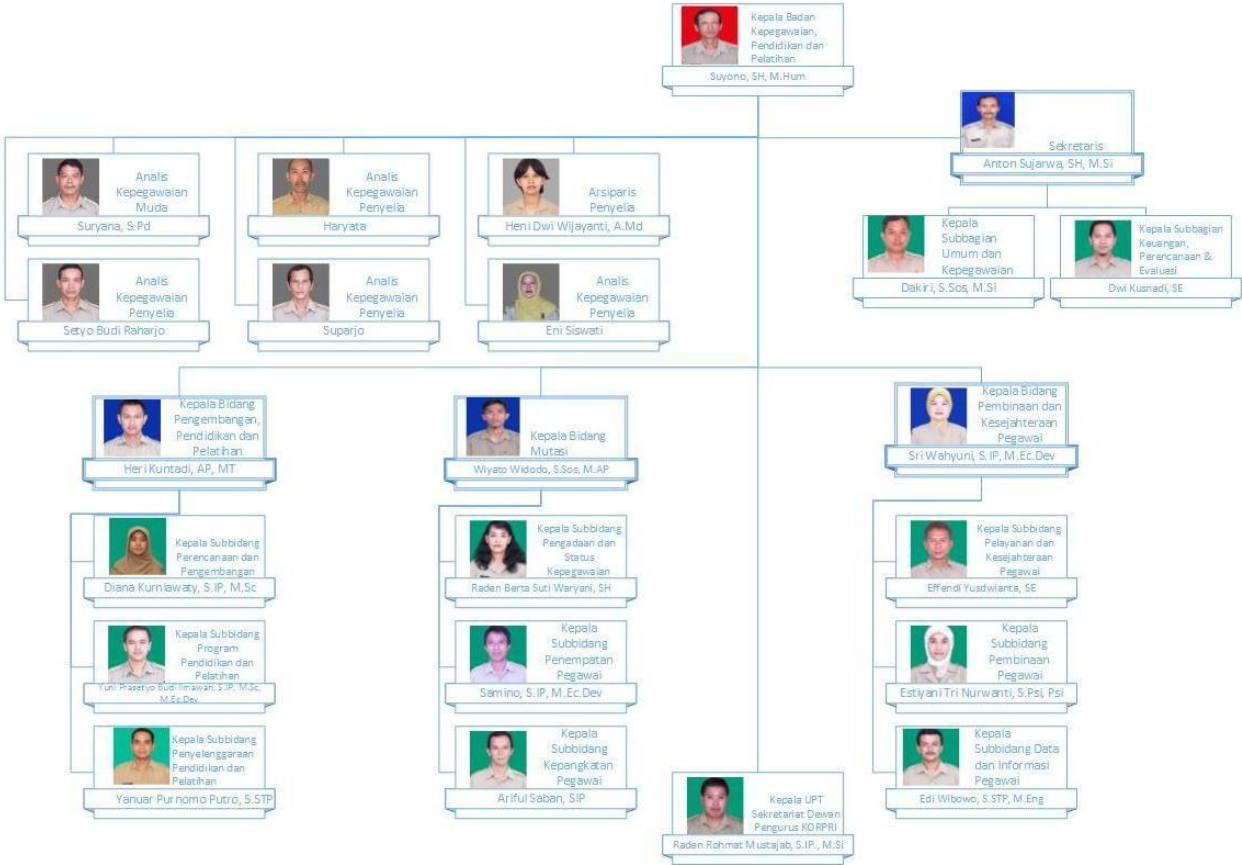 Kepala Badan
Kepegawaian,
Pendidikan dan
Pelatihan
Suyono, SH, M.Hum
Sekretaris
Anton Sujarwa, SH, M.Si
Analis
Kepegawaian
Muda
Suryana, S.Pd
Analis
Kepegawaian
Penyelia
Haryata
Arsiparis
Penyelia
Heni Dwi Wijayanti, A.Md
Kepala
Subbagian
Umum dan
Kepegawaian
Dakiri, S.Sos, M.Si
Kepala Subbagian
Keuangan,
Perencanaan &
Evaluasi
Dwi Kusnadi, SE
Analis
Kepegawaian
Penyelia
Setyo Budi Raharjo
Analis
Kepegawaian
Penyelia
Suparjo
Analis
Kepegawaian
Penyelia
Eni Siswati
Kepala Bidang
Pengembangan,
Pendidikan dan
Pelatihan
Heri Kuntadi, AP, MT
Kepala Bidang
Mutasi
Wiyato Widodo, S.Sos, M.AP
Kepala Bidang
Pembinaan dan
Kesejahteraan
Pegawai
Sri Wahyuni, S.IP, M.Ec.Dev
Kepala Subbidang
Perencanaan dan
Pengembangan
Diana Kurniawaty, S.IP, M.Sc
Kepala Subbidang
Pengadaan dan
Status
Kepegawaian
Raden Berta Suti Waryani, SH
Kepala Subbidang
Pelayanan dan
Kesejahteraan
Pegawai
Effendi Yusdwianta, SE
Kepala Subbidang
Program
Pendidikan dan
Pelatihan
Yuni Prasetyo Budi Ilmawan, S.IP, M.Sc,
M.Ec.Dev
Kepala
Subbidang
Penempatan
Pegawai
Samino, S.IP, M.Ec.Dev
Kepala
Subbidang
Pembinaan
Pegawai
Estiyani Tri Nurwanti, S.Psi, Psi
Kepala Subbidang
Penyelenggaraan
Pendidikan dan
Pelatihan
Yanuar Purnomo Putro, S.STP
Kepala
Subbidang
Kepangkatan
Pegawai
Ariful Saban, SIP
Kepala
Subbidang Data
dan Informasi
Pegawai
Edi Wibowo, S.STP, M.Eng
Kepala UPT
Sekretariat Dewan
Pengurus KORPRI
Raden Rohmat Mustajab, S.IP., M.Si